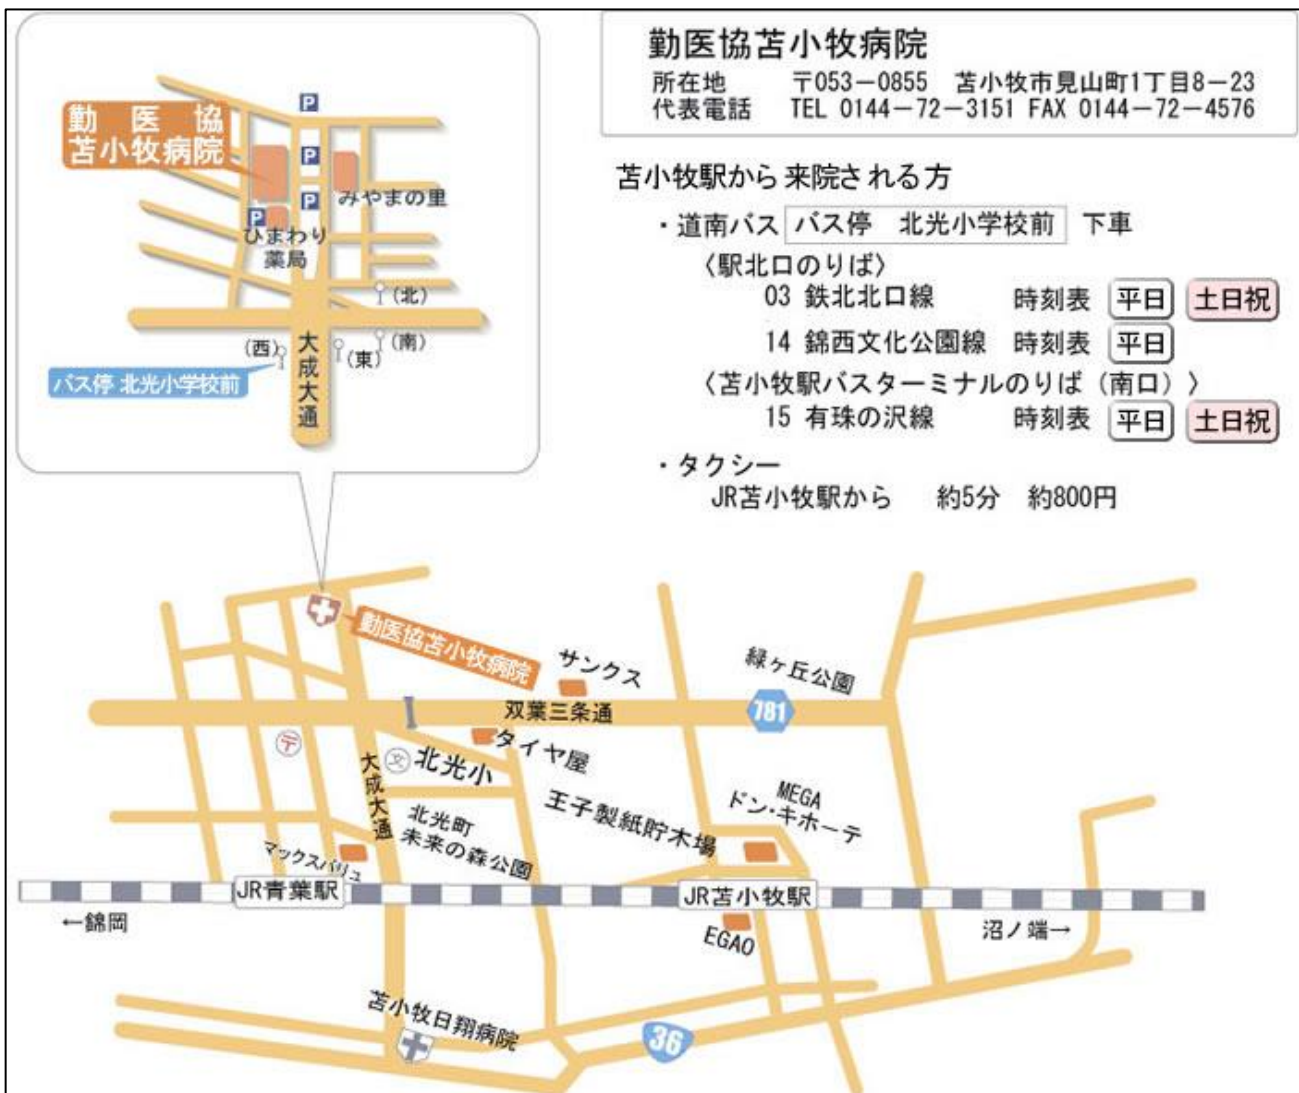 勤医協
苫小牧病院
P
P
P
P
みやまの里
ひまわり
薬局
(北)
(西)
(東)
(南)
大成大通
バス停 北光小学校前
勤医協苫小牧病院
所在地 〒053-0855 苫小牧市見山町1丁目8-23
代表電話 TEL 0144-72-3151 FAX 0144-72-4576
苫小牧駅から来院される方
・道南バス バス停 北光小学校前 下車
〈駅北口のりば〉
03 鉄北北口線 時刻表 平日 土日祝
14 錦西文化公園線 時刻表 平日
〈苫小牧駅バスターミナルのりば(南口)〉
15 有珠の沢線 時刻表 平日 土日祝
・タクシー
JR苫小牧駅から 約5分 約800円
勤医協苫小牧病院
サンクス
緑ヶ丘公園
双葉三条通
781
タイヤ屋
〒
文
北光小
大成大通
北光町
未来の森公園
王子製紙貯木場
MEGA
ドン・キホーテ
マックスバリュ
JR青葉駅
JR苫小牧駅
←錦岡
EGAO
沼ノ端→
苫小牧日翔病院
36